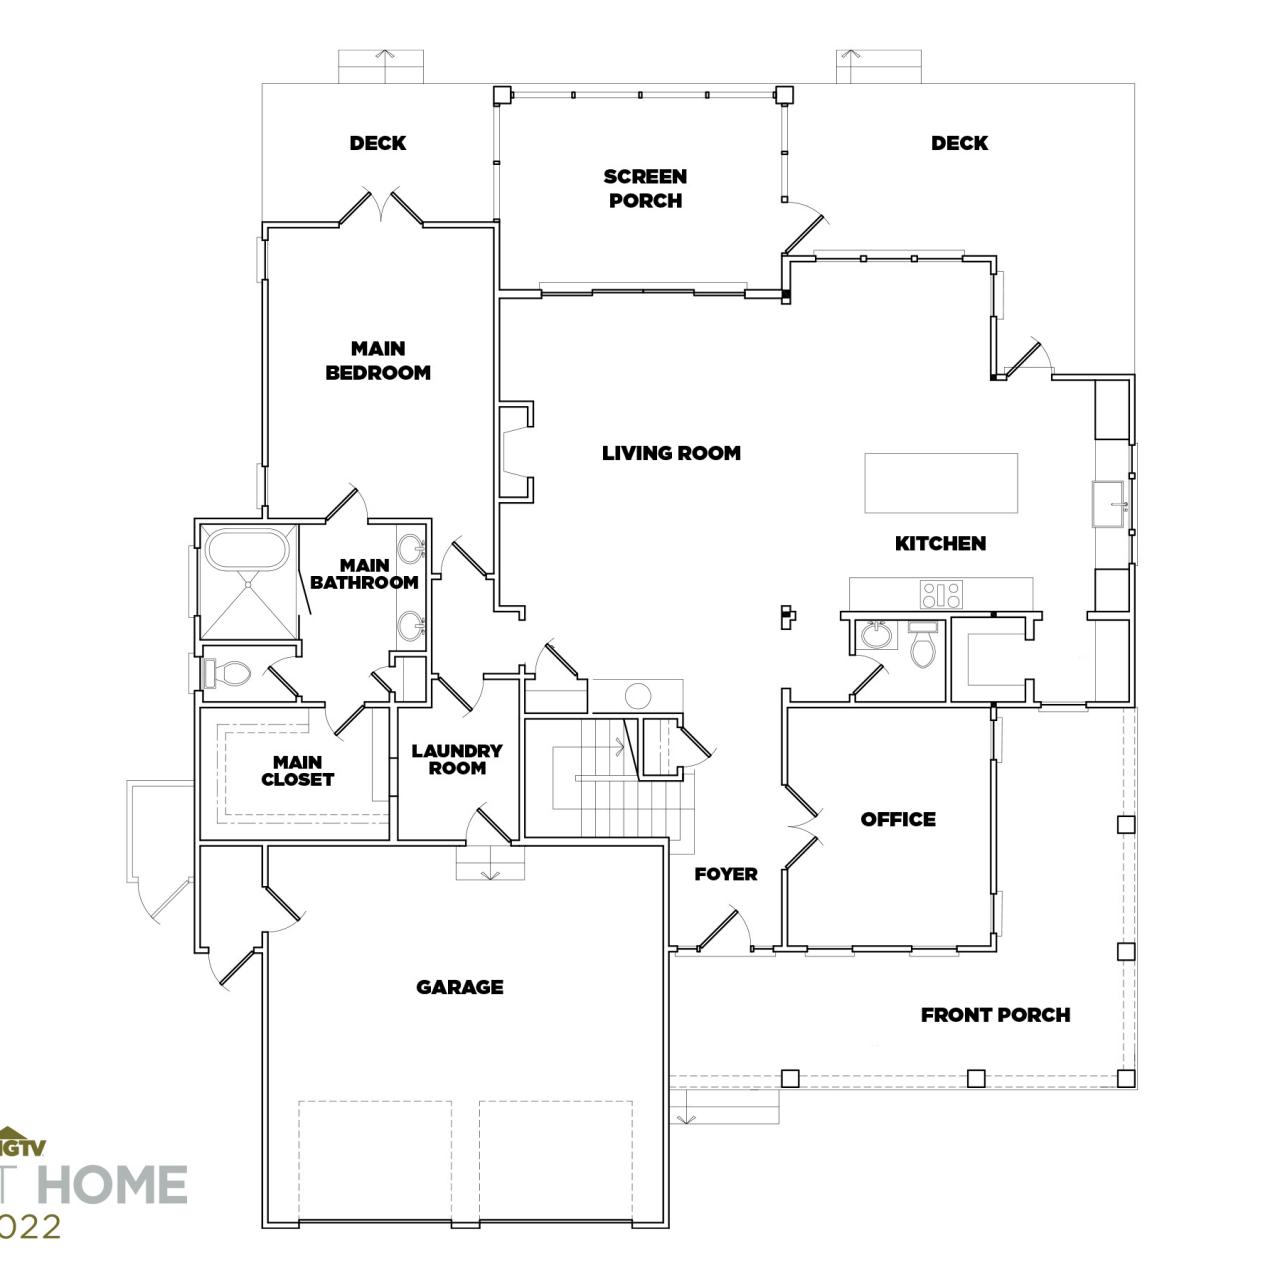 DECK
DECK
SCREEN
PORCH
MAIN
BEDROOM
LIVING ROOM
KITCHEN
MAIN
BATHROOM
MAIN
CLOSET
LAUNDRY
ROOM
OFFICE
FOYER
GARAGE
FRONT PORCH
HGTV
T HOME
022